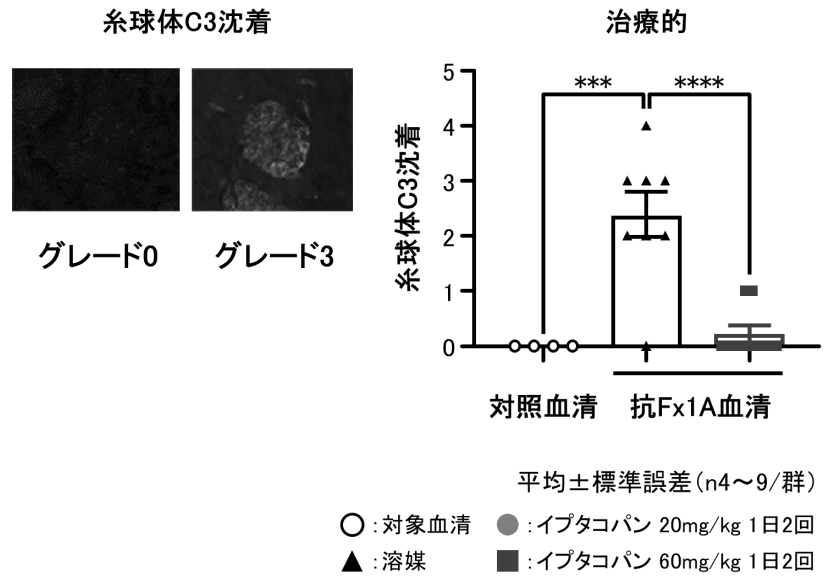 糸球体C3沈着
治療的
グレード0
グレード3
糸球体C3沈着
5
4
3
2
1
0
***
****
対照血清
抗Fx1A血清
平均±標準誤差(n4〜9/群)
○:対象血清
●:イプタコパン 20mg/kg 1日2回
▲:溶媒
■:イプタコパン 60mg/kg 1日2回